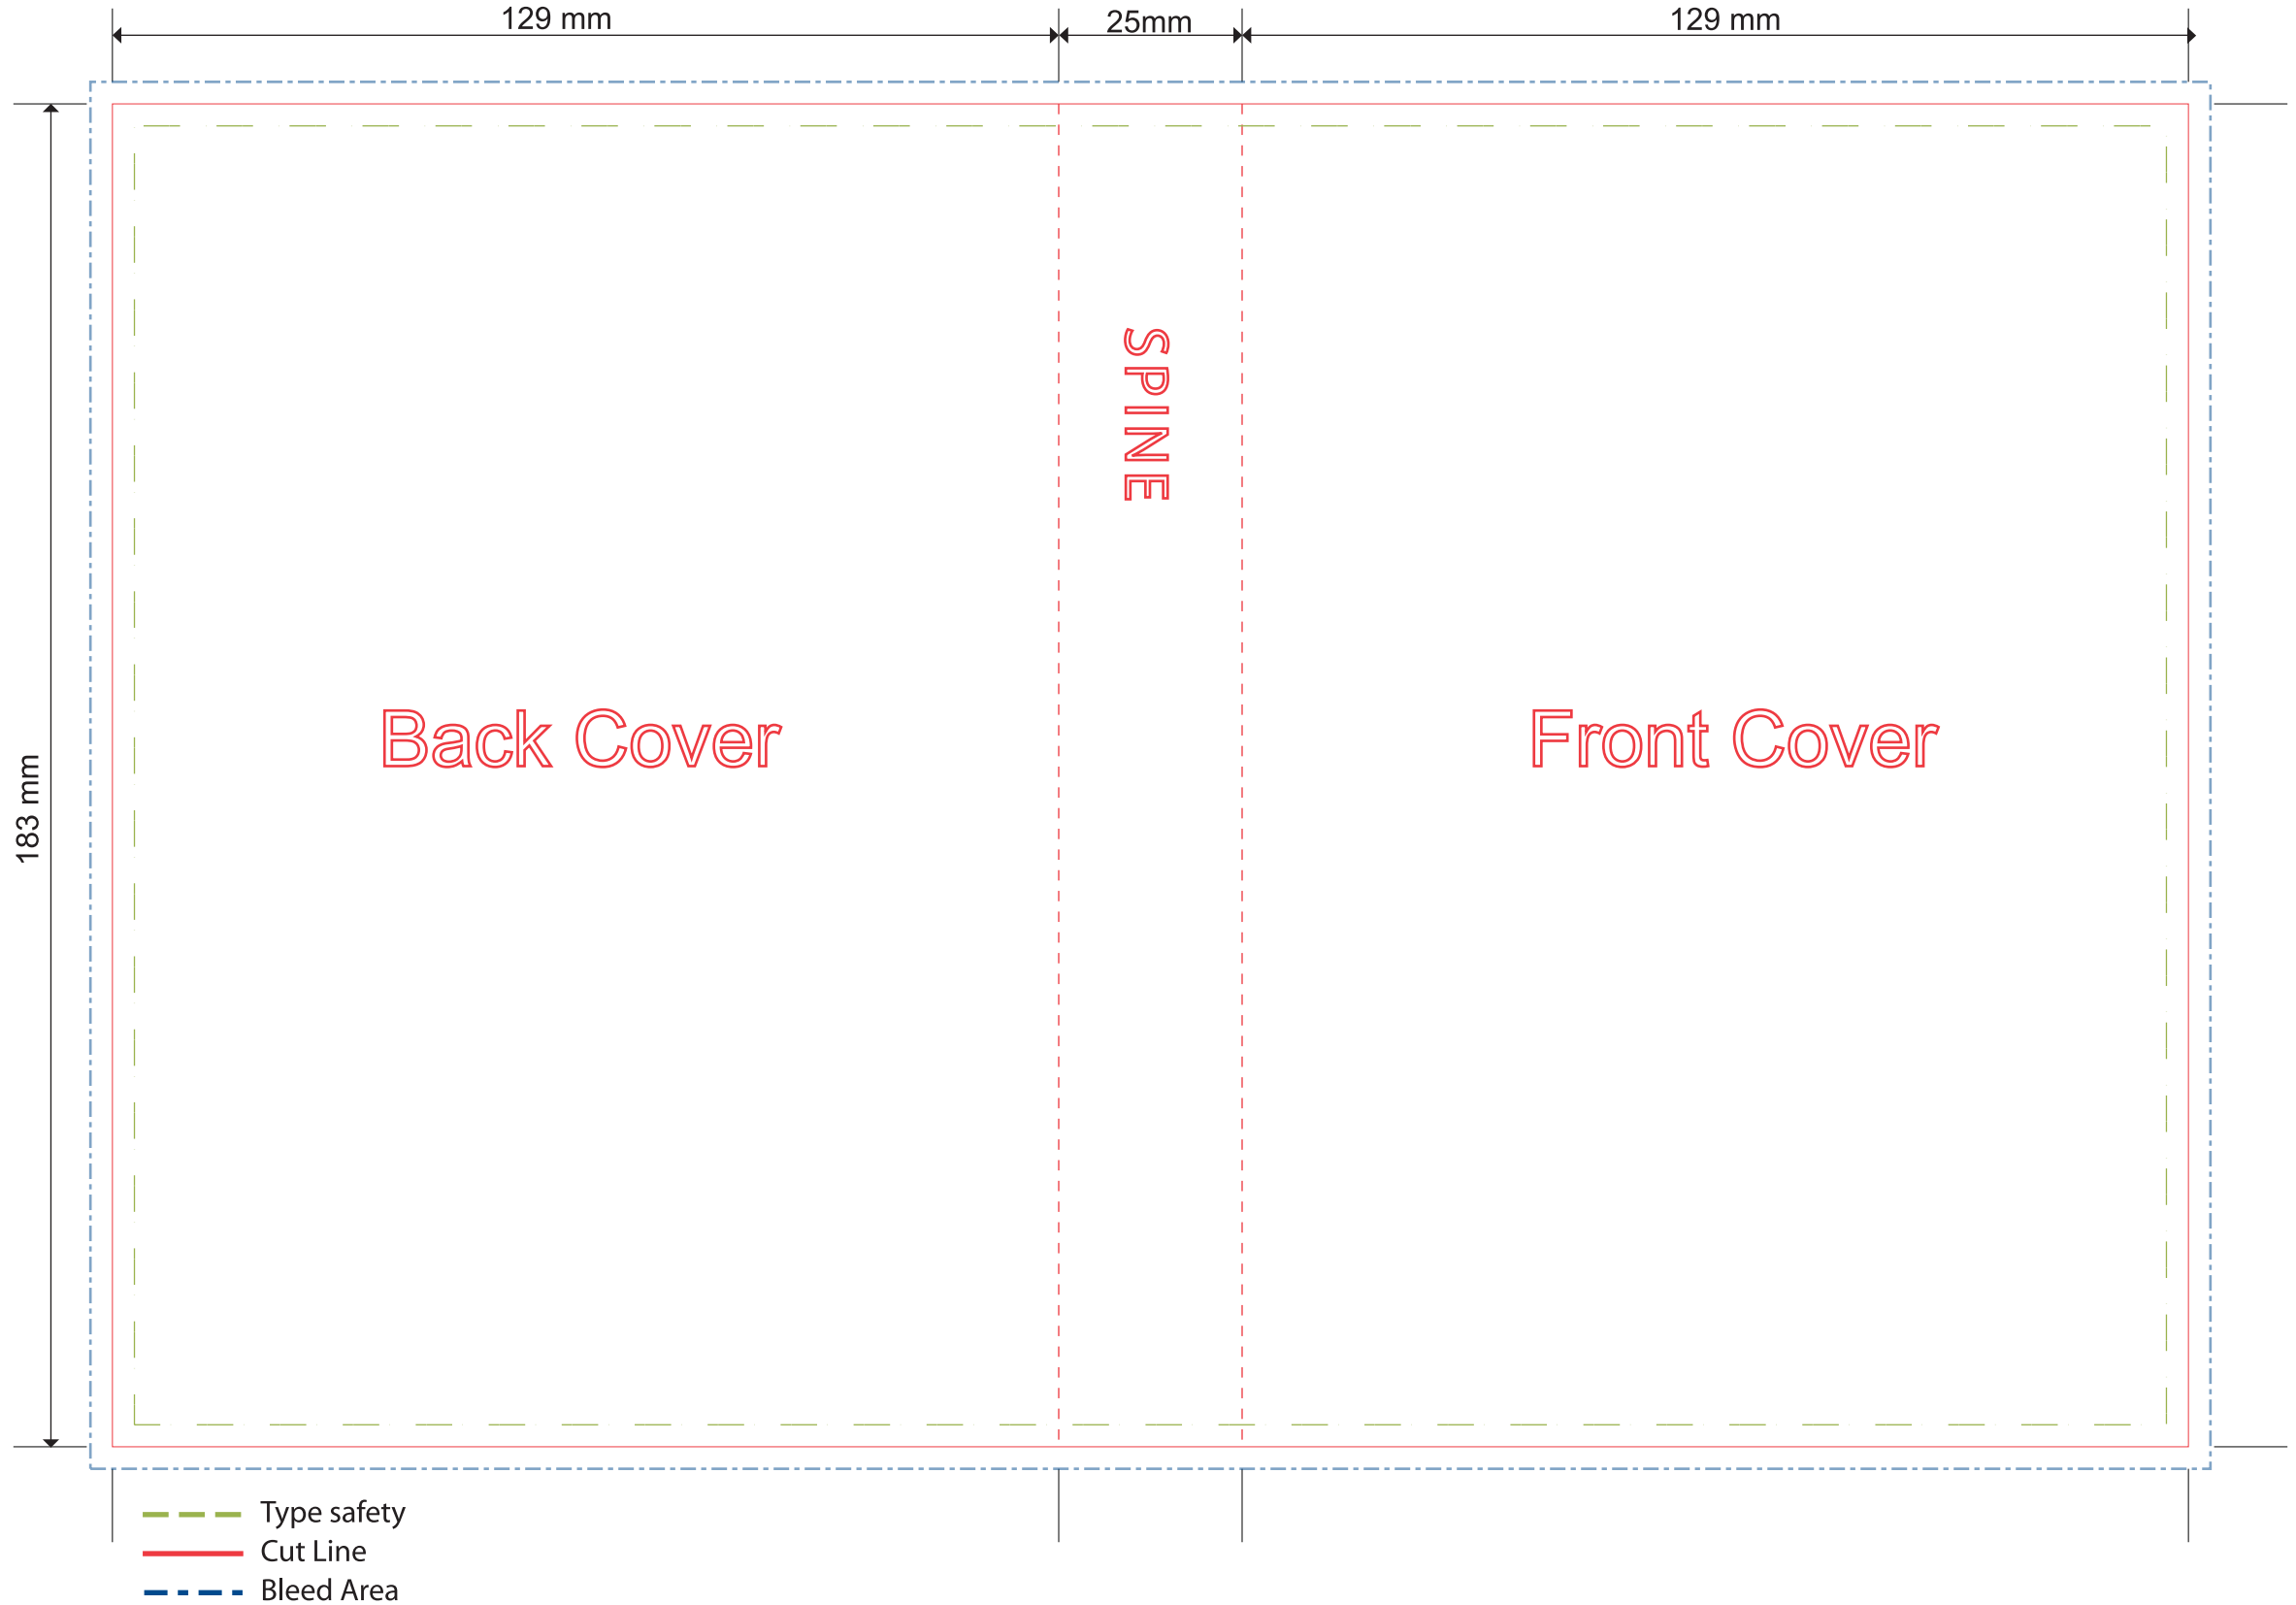 129 mm
25mm
129 mm
SPINE
Back Cover
Front Cover
183 mm
Type safety
Cut Line
Bleed Area